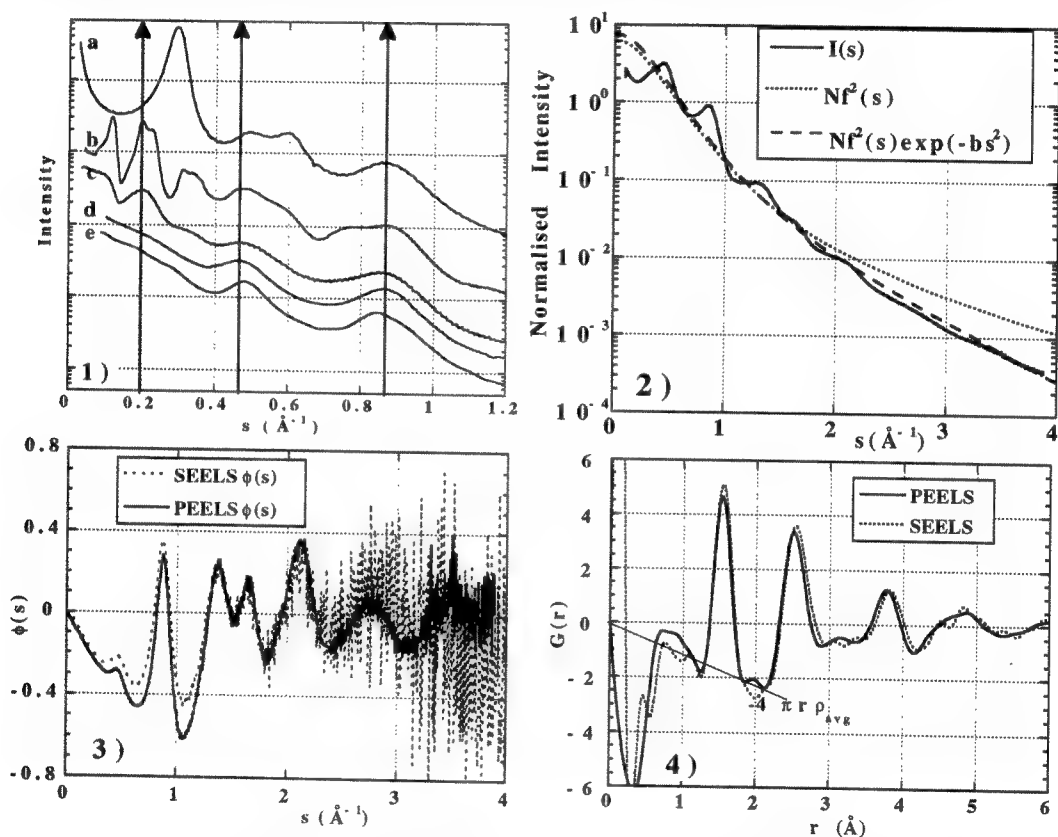 a
b
c
d
e
Intensity
1)
0 0.2 0.4 0.6 0.8 1 1.2
s (Å⁻¹)
10¹
10⁰
10⁻¹
10⁻²
10⁻³
10⁻⁴
Normalised Intensity
I(s)
Nf²(s)
Nf²(s)exp(-bs²)
2)
0 1 2 3 4
s(Å⁻¹)
0.8
0.4
0
-0.4
-0.8
ϕ(s)
SEELS ϕ(s)
PEELS ϕ(s)
3)
0 1 2 3 4
s (Å⁻¹)
6
4
2
0
-2
-4
-6
G(r)
PEELS
SEELS
-4 π r ρavg
4)
0 1 2 3 4 5 6
r (Å)